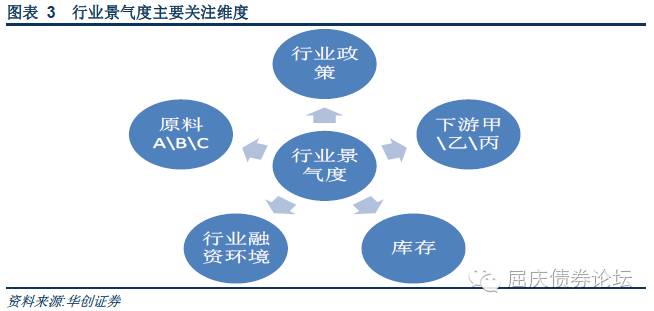 图表 3 行业景气度主要关注维度
行业政
策
原料
A\B\C
下游甲
\乙\丙
行业景
气度
行业融
资环境
库存
屈庆债券论坛
资料来源:华创证券